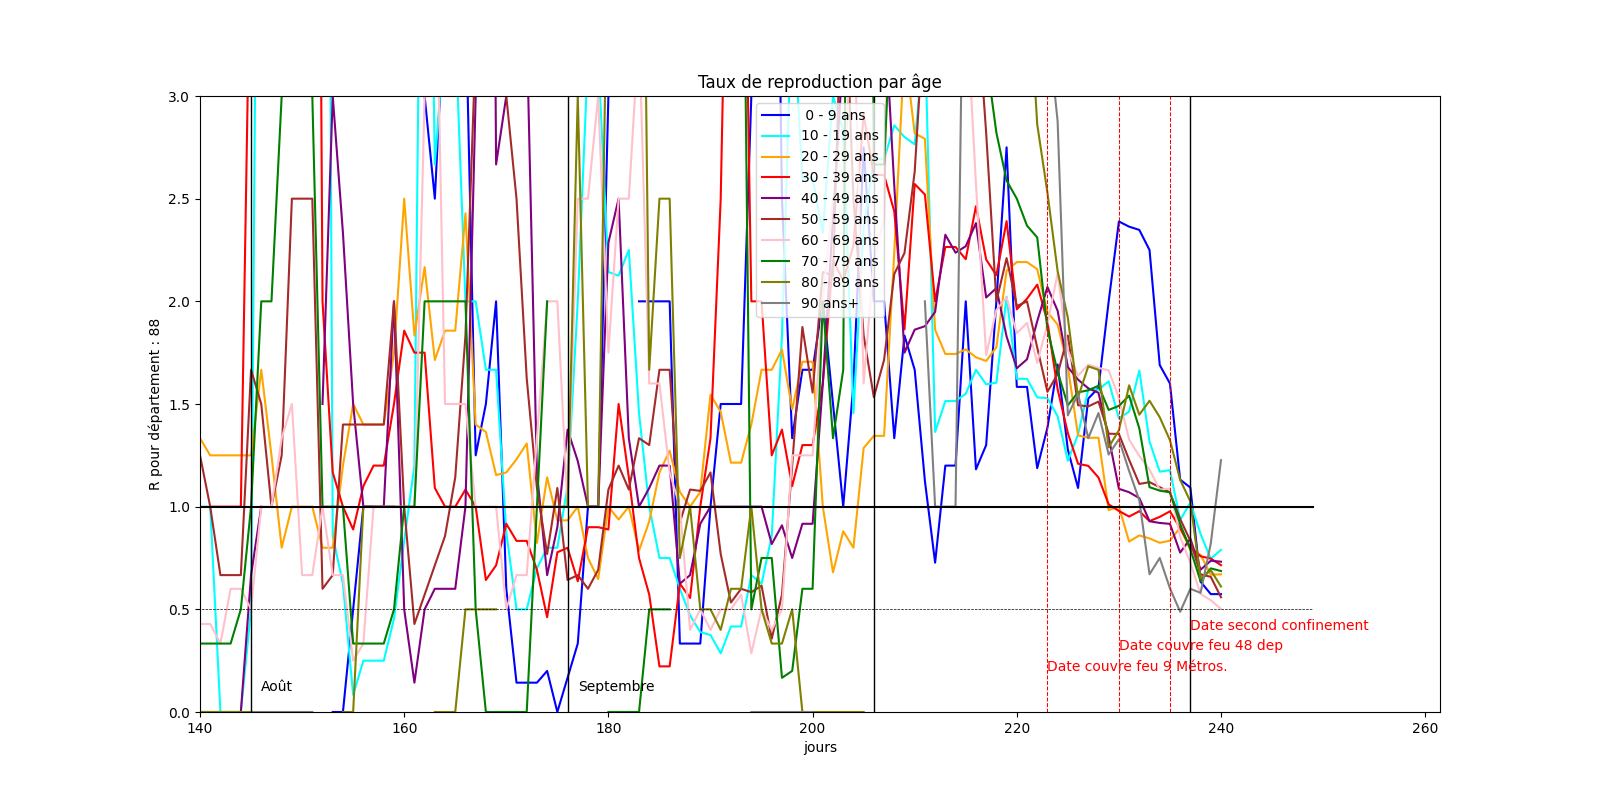 Taux de reproduction par âge
R pour département : 88
3.0
2.5
2.0
1.5
1.0
0.5
0.0
0 - 9 ans
10 - 19 ans
20 - 29 ans
30 - 39 ans
40 - 49 ans
50 - 59 ans
60 - 69 ans
70 - 79 ans
80 - 89 ans
90 ans+
Date second confinement
Date couvre feu 48 dep
Date couvre feu 9 Métros.
Août
Septembre
140
160
180
200
220
240
260
jours